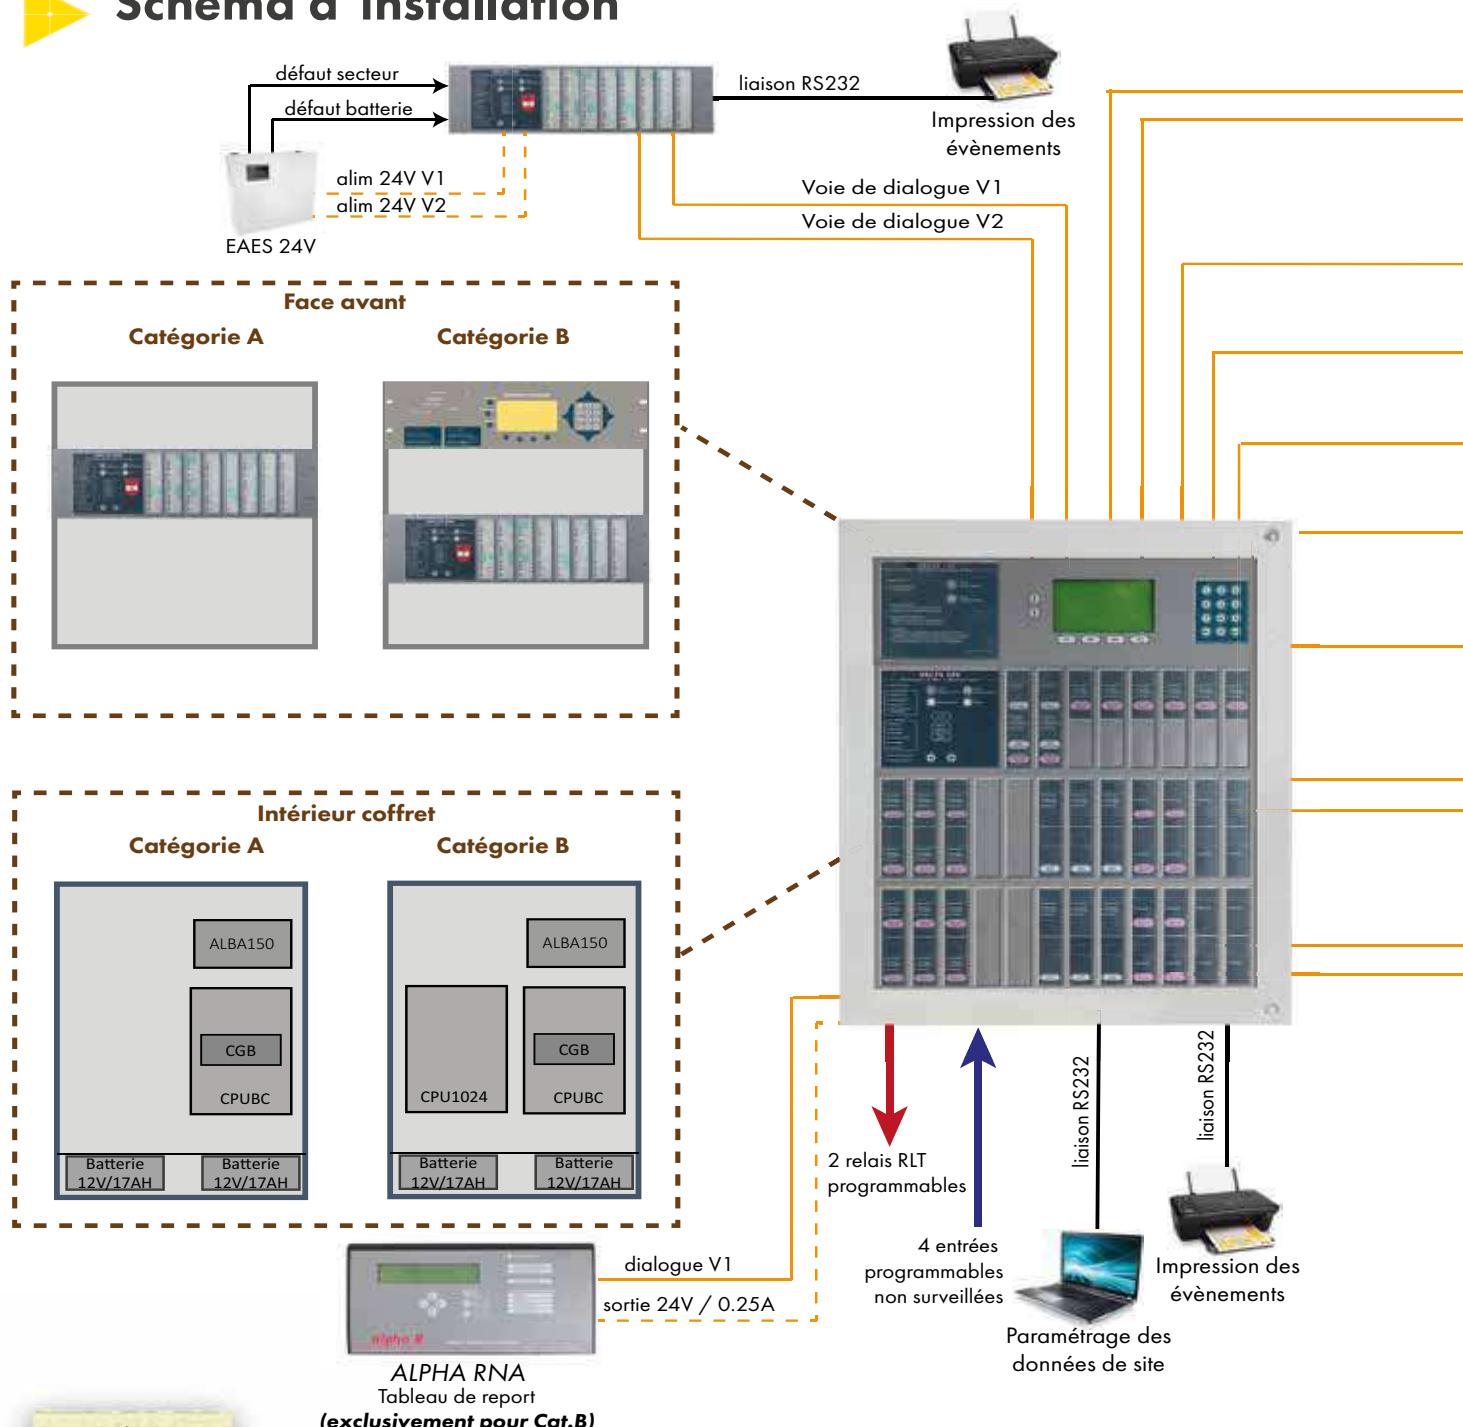 Schéma d'installation
défaut secteur
défaut batterie
liaison RS232
Impression des
évènements
alim 24V V1
alim 24V V2
EAES 24V
Voie de dialogue V1
Voie de dialogue V2
Face avant
Catégorie A
Catégorie B
Intérieur coffret
Catégorie A
Catégorie B
ALBA150
CGB
CPUBC
Batterie
12V/17AH
Batterie
12V/17AH
ALBA150
CPU1024
CGB
CPUBC
Batterie
12V/17AH
Batterie
12V/17AH
2 relais RLT
programmables
4 entrées
programmables
non surveillées
liaison RS232
liaison RS232
Impression des
évènements
Paramétrage des
données de site
dialogue V1
sortie 24V / 0.25A
alpha R
ALPHA RNA
Tableau de report
(exclusivement pour Cat.B)